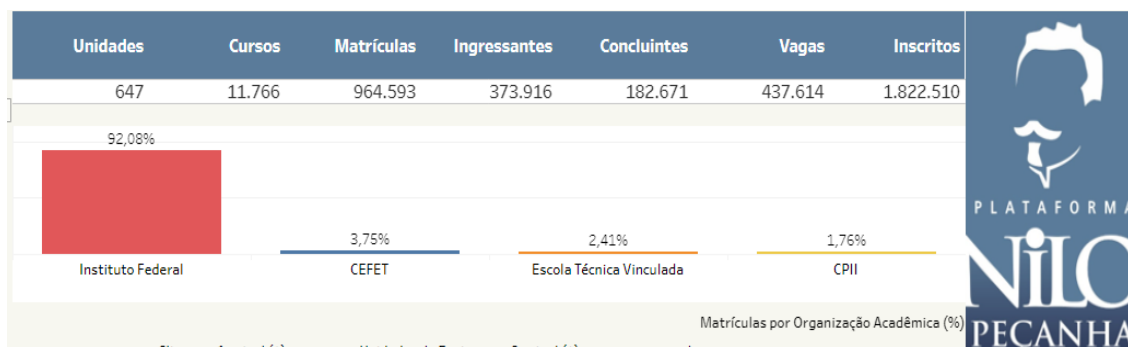 Unidades Cursos Matrículas Ingressantes Concluintes Vagas Inscritos
647 11.766 964.593 373.916 182.671 437.614 1.822.510
92,08%
3,75% 2,41% 1,76%
Instituto Federal CEFET Escola Técnica Vinculada CPII
Matrículas por Organização Acadêmica (%)
PLATAFORMA
NILO
PEÇANHA